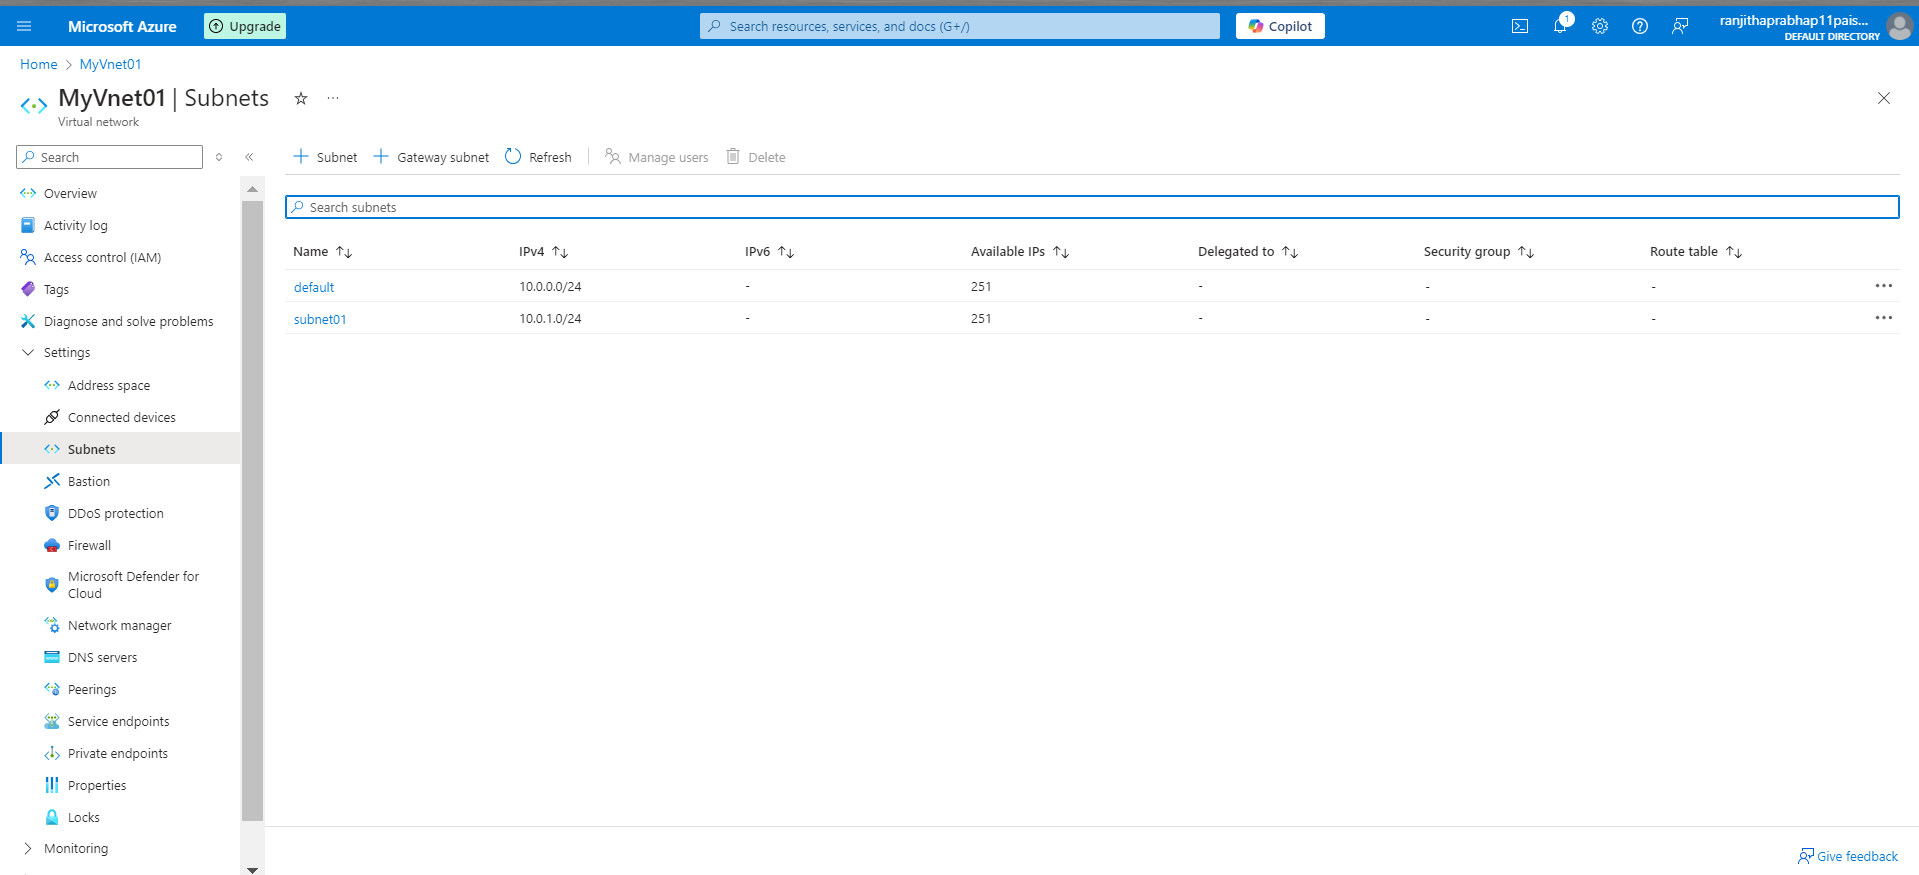 Microsoft Azure
Upgrade
Search resources, services, and docs (G+/)
Copilot
1
ranjithaprabhap11pais...
DEFAULT DIRECTORY
Home > MyVnet01
MyVnet01 | Subnets
Virtual network
Search
Subnet
Gateway subnet
Refresh
Manage users
Delete
Overview
Activity log
Access control (IAM)
Tags
Diagnose and solve problems
Settings
Address space
Connected devices
Subnets
Bastion
DDoS protection
Firewall
Microsoft Defender for
Cloud
Network manager
DNS servers
Peerings
Service endpoints
Private endpoints
Properties
Locks
Monitoring
Search subnets
Name IPv4 IPv6 Available IPs Delegated to Security group Route table
default 10.0.0.0/24 - 251 - - -
subnet01 10.0.1.0/24 - 251 - - -
Give feedback